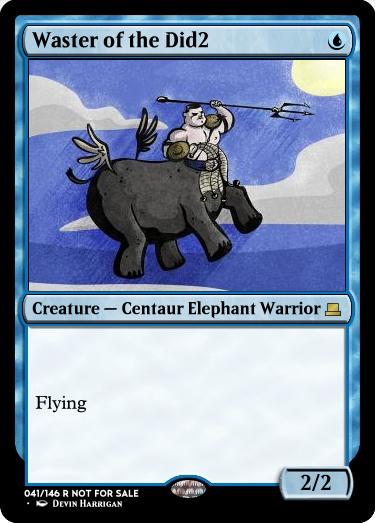 Waster of the Did2
Creature — Centaur Elephant Warrior
Flying
2/2
041/146 R NOT FOR SALE
· Devin Harrigan